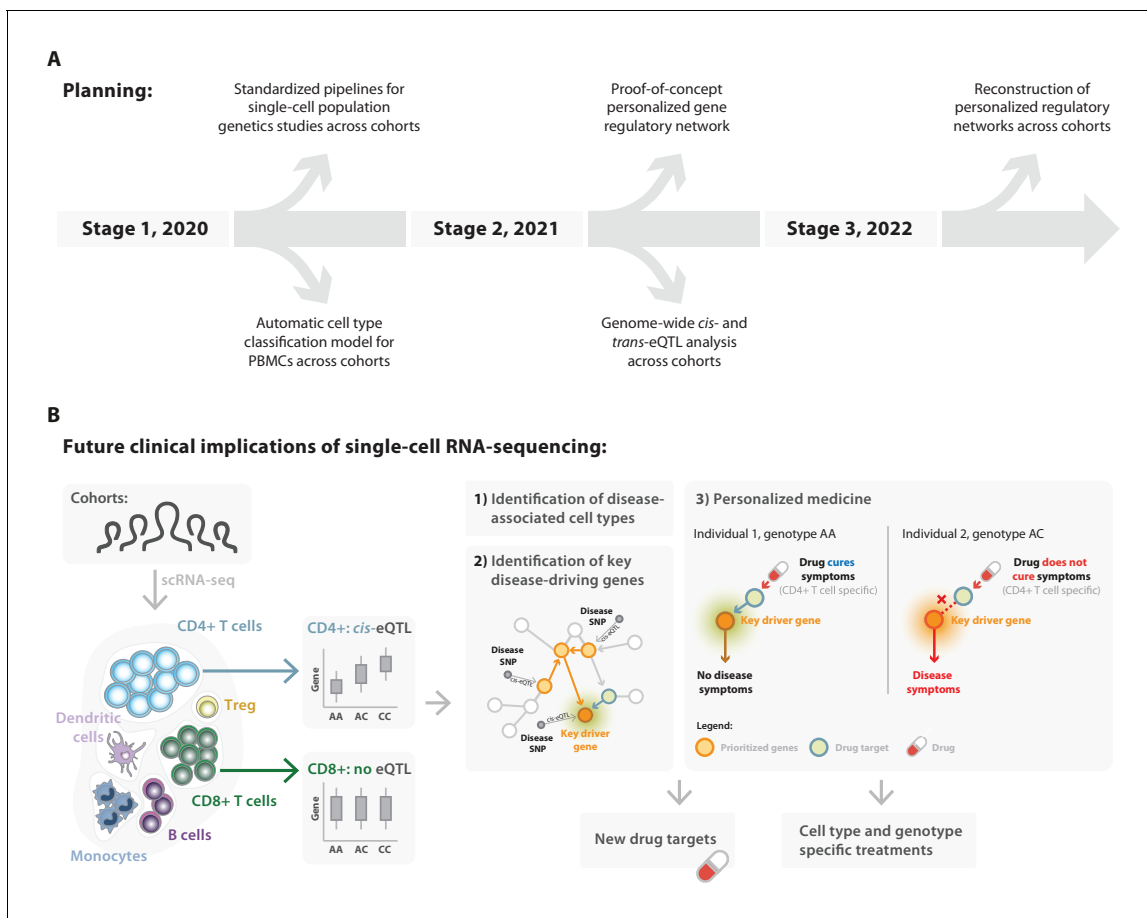 A
Planning:
Standardized pipelines for
single-cell population
genetics studies across cohorts
Proof-of-concept
personalized gene
regulatory network
Reconstruction of
personalized regulatory
networks across cohorts
Stage 1, 2020
Stage 2, 2021
Stage 3, 2022
Automatic cell type
classification model for
PBMCs across cohorts
Genome-wide cis- and
trans-eQTL analysis
across cohorts
B
Future clinical implications of single-cell RNA-sequencing:
Cohorts:
scRNA-seq
CD4+ T cells
Treg
Dendritic
cells
CD8+ T cells
B cells
Monocytes
CD4+: cis-eQTL
Gene
AA AC CC
CD8+: no eQTL
Gene
AA AC CC
1) Identification of disease-
associated cell types
2) Identification of key
disease-driving genes
Disease
SNP
cis-eQTL
Disease
SNP
cis-eQTL
Disease
SNP
cis-eQTL
Key driver
gene
3) Personalized medicine
Individual 1, genotype AA
Drug cures
symptoms
(CD4+ T cell specific)
Key driver gene
No disease
symptoms
Individual 2, genotype AC
Drug does not
cure symptoms
(CD4+ T cell specific)
Key driver gene
Disease
symptoms
Legend:
Prioritized genes
Drug target
Drug
New drug targets
Cell type and genotype
specific treatments